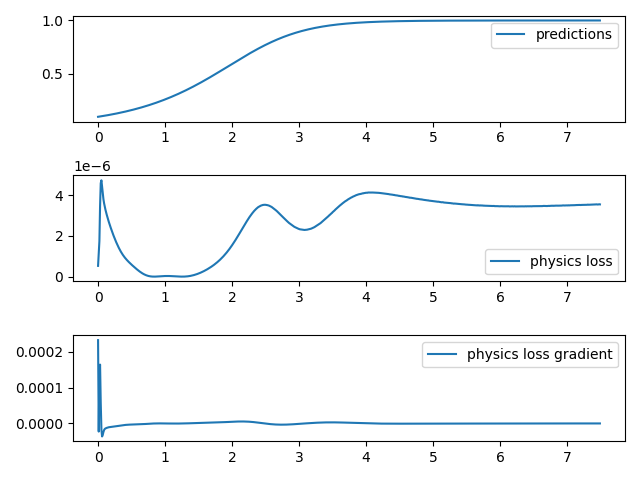 1.0
predictions
0.5
0 1 2 3 4 5 6 7
1e−6
4
2
physics loss
0
0 1 2 3 4 5 6 7
physics loss gradient
0.0002
0.0001
0.0000
0 1 2 3 4 5 6 7